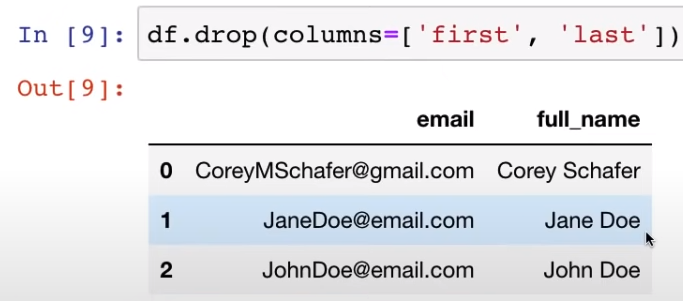 In [9]: df.drop(columns=['first', 'last'])
Out[9]:
email full_name
0 CoreyMSchafer@gmail.com Corey Schafer
1 JaneDoe@email.com Jane Doe
2 JohnDoe@email.com John Doe